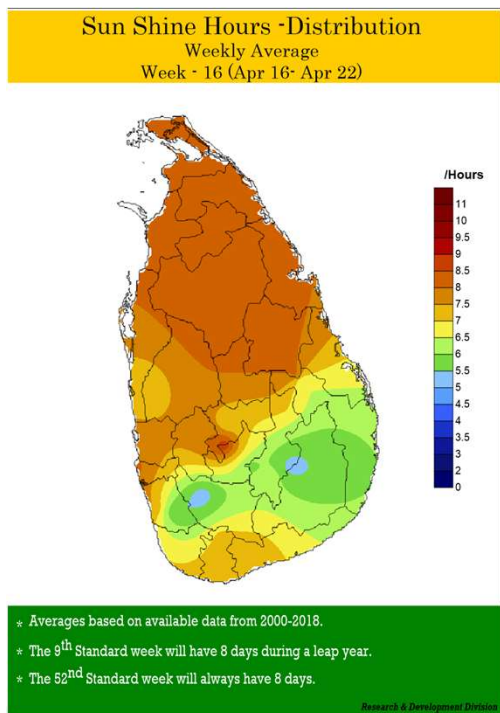 Sun Shine Hours -Distribution
Weekly Average
Week - 16 (Apr 16- Apr 22)
/Hours
11
10
9.5
9
8.5
8
7.5
7
6.5
6
5.5
5
4.5
4
3.5
3
2
0
* Averages based on available data from 2000-2018.
* The 9th Standard week will have 8 days during a leap year.
* The 52nd Standard week will always have 8 days.
Research & Development Division